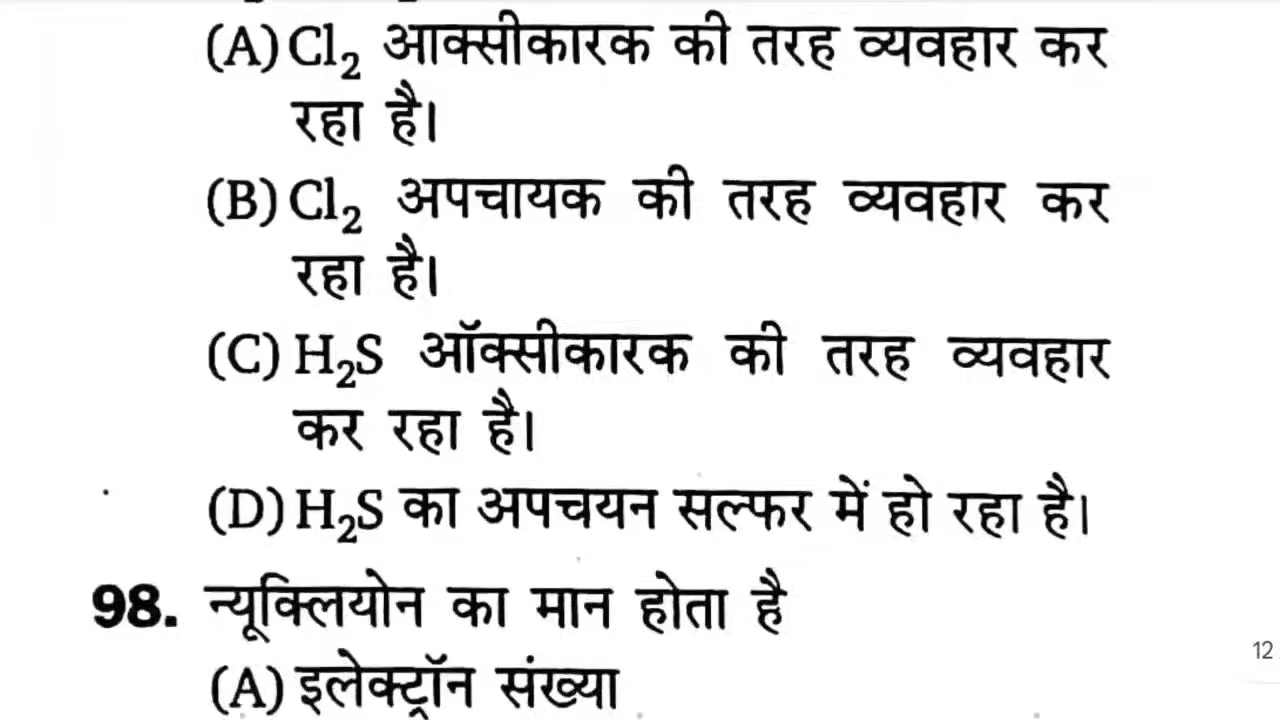 (A) Cl₂ आक्सीकारक की तरह व्यवहार कर
रहा है।
(B) Cl₂ अपचायक की तरह व्यवहार कर
रहा है।
(C) H₂S ऑक्सीकारक की तरह व्यवहार
कर रहा है।
(D) H₂S का अपचयन सल्फर में हो रहा है।
98. न्यूक्लियोन का मान होता है
(A) इलेक्ट्रॉन संख्या
12